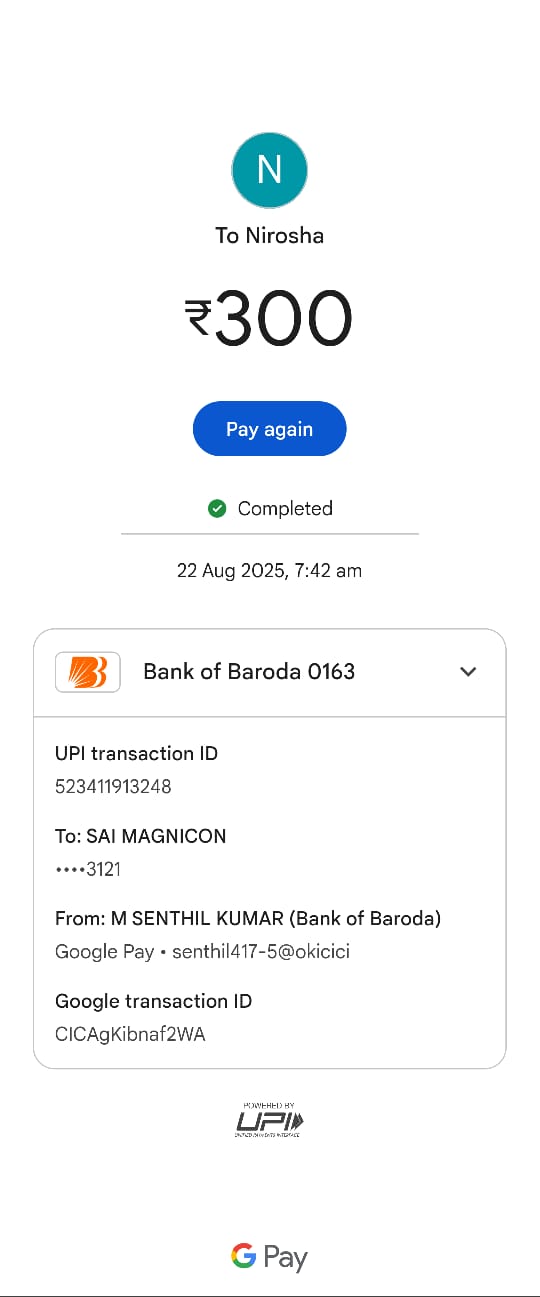 N
To Nirosha
₹300
Pay again
Completed
22 Aug 2025, 7:42 am
Bank of Baroda 0163
UPI transaction ID
523411913248
To: SAI MAGNICON
••••3121
From: M SENTHIL KUMAR (Bank of Baroda)
Google Pay • senthil417-5@okicici
Google transaction ID
CICAgKibnaf2WA
POWERED BY
UPI
UNIFIED PAYMENTS INTERFACE
G Pay